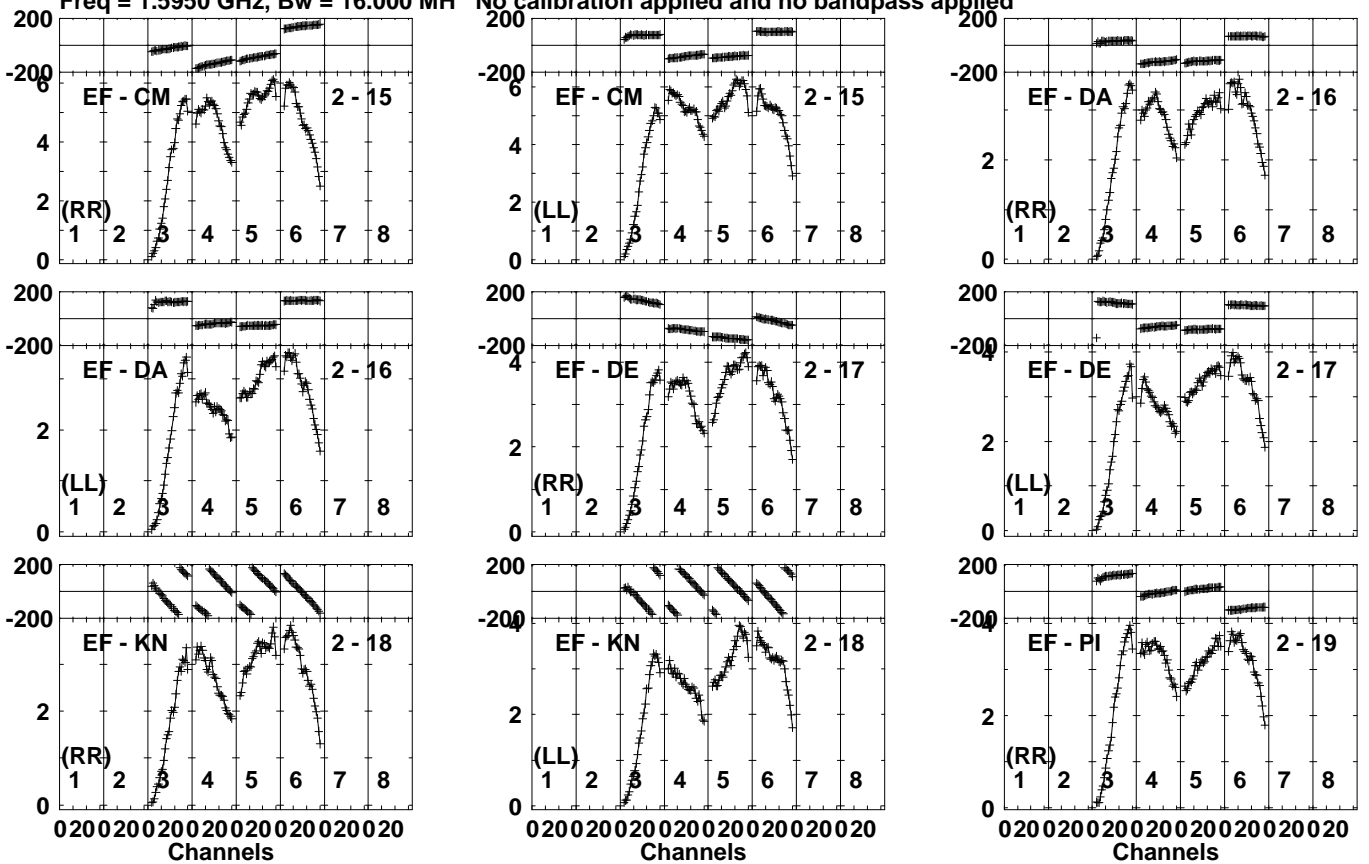 Freq = 1.5950 GHz, Bw = 16.000 MH No calibration applied and no bandpass applied
200 200 200
-200 -200 -200
6 EF - CM 2 - 15 6 EF - CM 2 - 15 EF - DA 2 - 16
4 4
2 2 2
(RR) (LL) (RR)
1 2 3 4 5 6 7 8 1 2 3 4 5 6 7 8 1 2 3 4 5 6 7 8
0 0 0
200 200 200
-200 -200 -200
4 4
EF - DA 2 - 16 EF - DE 2 - 17 EF - DE 2 - 17
2 2 2
(LL) (RR) (LL)
1 2 3 4 5 6 7 8 1 2 3 4 5 6 7 8 1 2 3 4 5 6 7 8
0 0 0
200 200 200
-200 -200 -200
4 4
EF - KN 2 - 18 EF - KN 2 - 18 EF - PI 2 - 19
2 2 2
(RR) (LL) (RR)
1 2 3 4 5 6 7 8 1 2 3 4 5 6 7 8 1 2 3 4 5 6 7 8
0 0 0
0 20 0 20 0 20 0 20 0 20 0 20 0 20 0 20 0 20 0 20 0 20 0 20 0 20 0 20 0 20 0 20 0 20 0 20 0 20 0 20 0 20 0 20 0 20 0 20
Channels Channels Channels